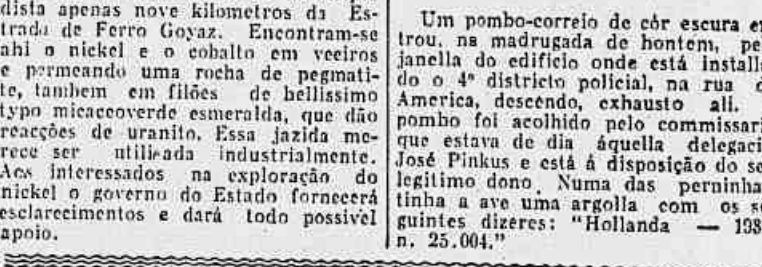 dista apenas nove kilometros da Es-
trada de Ferro Goyaz. Encontram-se
ahi o nickel e o cobalto em veeiros
e permeando uma rocha de pegmati-
te, tambem em filões de bellissimo
typo micaceoverde esmeralda, que dão
reacções de uranito. Essa jazida me-
rece ser utilisada industrialmente.
Aos interessados na exploração do
nickel o governo do Estado fornecerá
esclarecimentos e dará todo possivel
apoio.
Um pombo-correio de côr escura en
trou, na madrugada de hontem, pe
janella do edificio onde está install
do o 4º districto policial, na rua d
America, descendo, exhausto ali.
pombo foi acolhido pelo commissari
que estava de dia áquella delegaci
José Pinkus e está á disposição do se
legitimo dono. Numa das perninha
tinha a ave uma argolla com os se
guintes dizeres: "Hollanda — 193
n. 25.004."